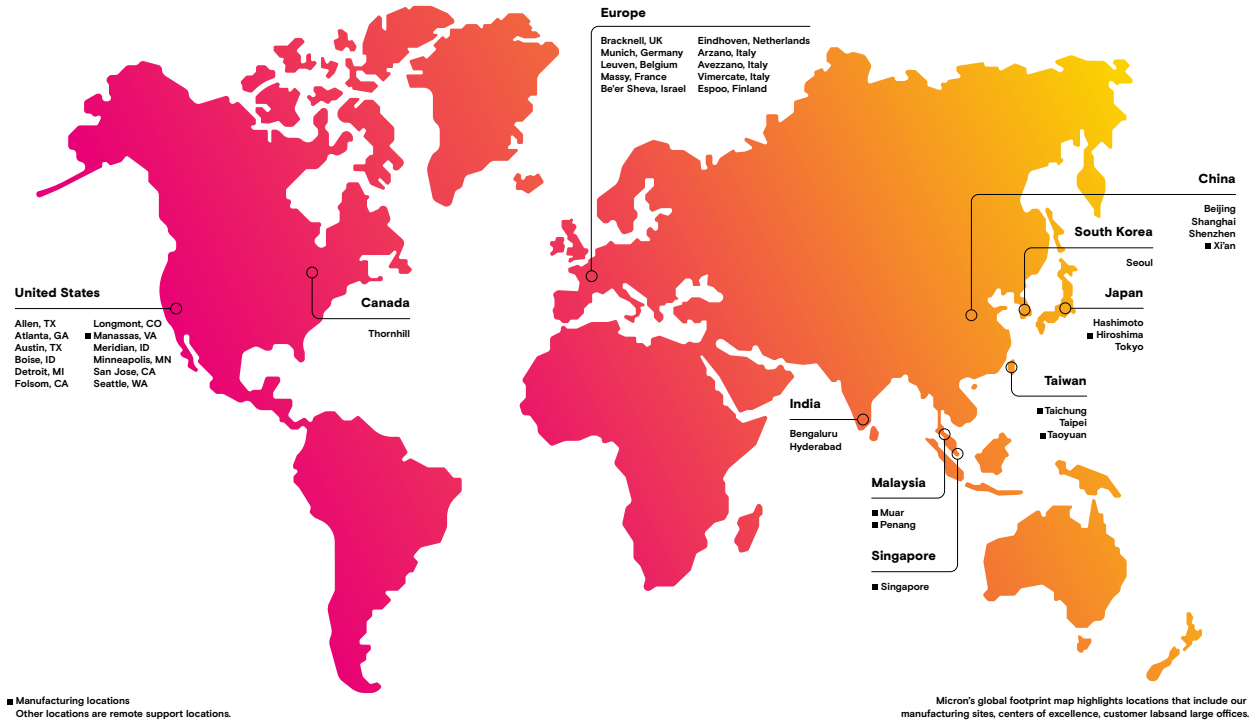 Europe
Bracknell, UK
Munich, Germany
Leuven, Belgium
Massy, France
Be'er Sheva, Israel
Eindhoven, Netherlands
Arzano, Italy
Avezzano, Italy
Vimercate, Italy
Espoo, Finland
China
Beijing
Shanghai
Shenzhen
Xi'an
South Korea
Seoul
Japan
Hashimoto
Hiroshima
Tokyo
United States
Allen, TX
Atlanta, GA
Austin, TX
Boise, ID
Detroit, MI
Folsom, CA
Longmont, CO
Manassas, VA
Meridian, ID
Minneapolis, MN
San Jose, CA
Seattle, WA
Canada
Thornhill
Taiwan
Taichung
Taipei
Taoyuan
India
Bengaluru
Hyderabad
Malaysia
Muar
Penang
Singapore
Singapore
Manufacturing locations
Other locations are remote support locations.
Micron's global footprint map highlights locations that include our
manufacturing sites, centers of excellence, customer labsand large offices.